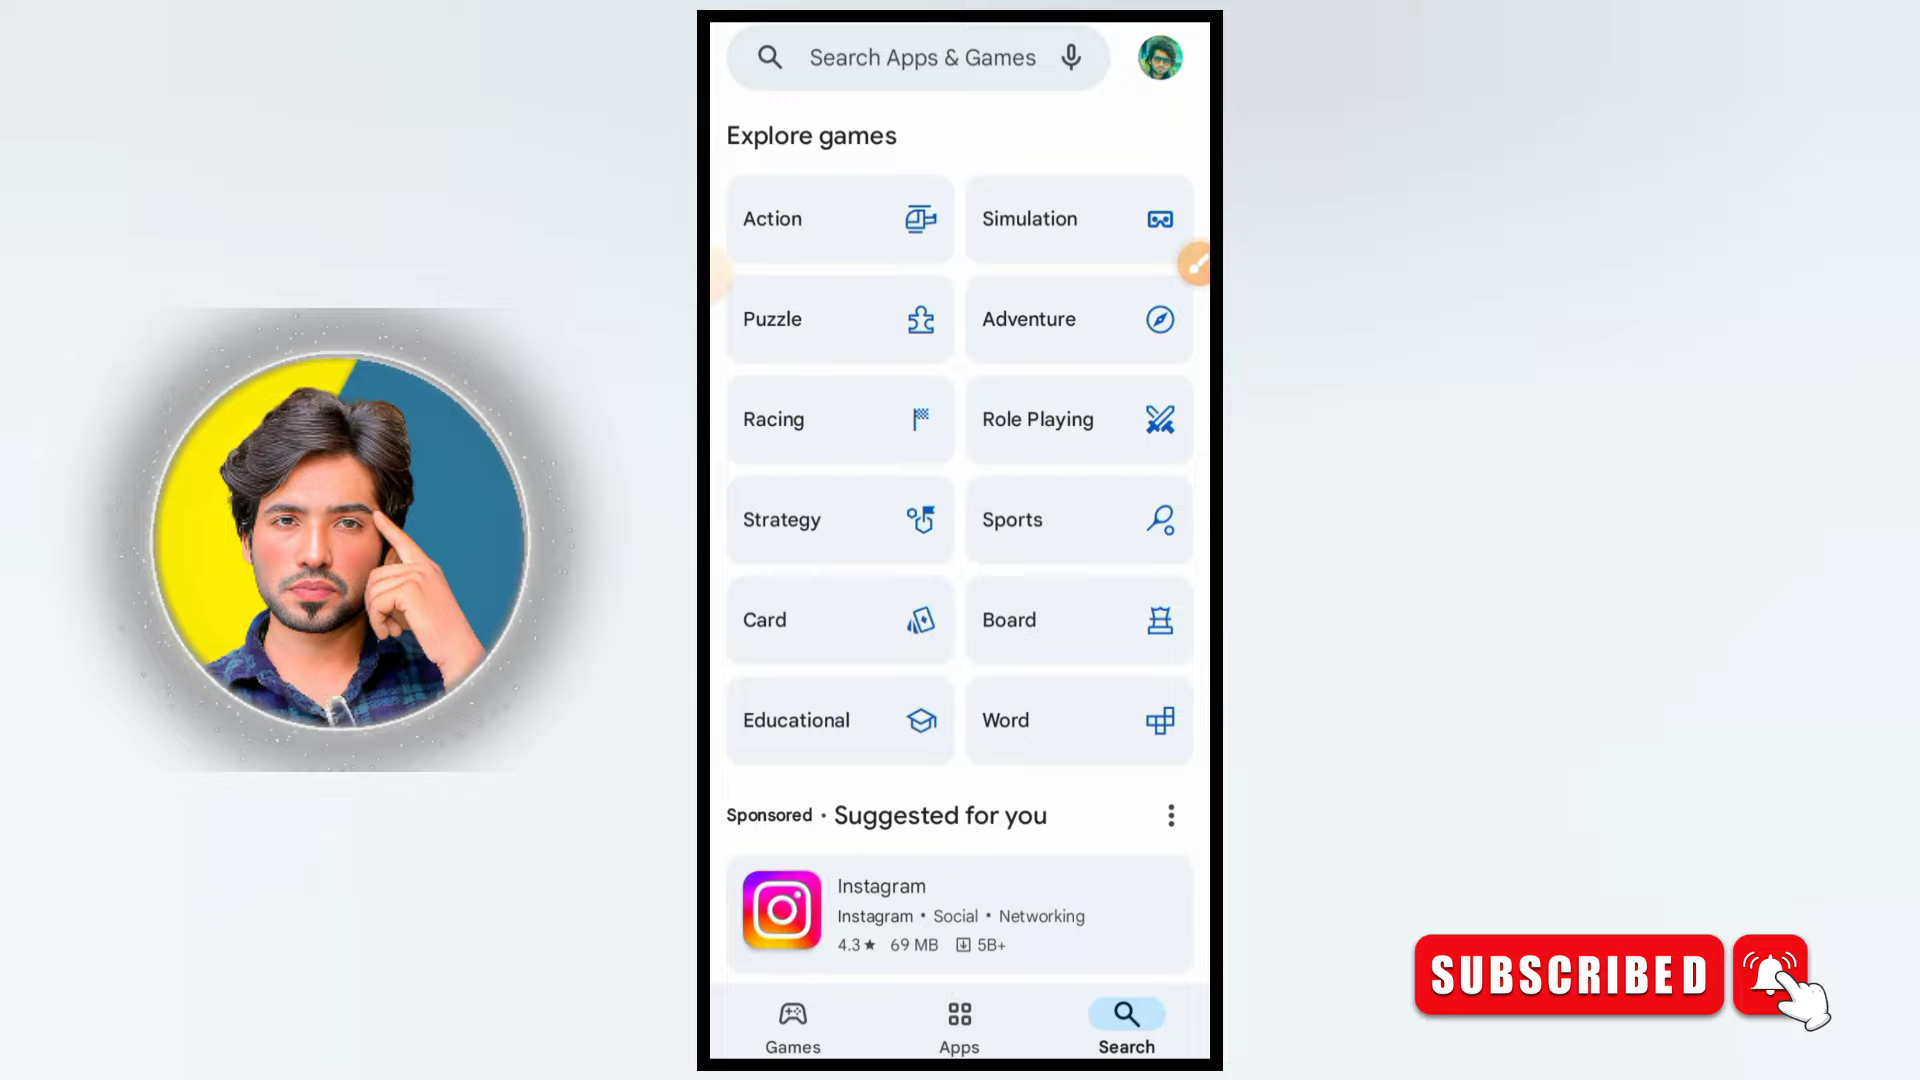 Search Apps & Games
Explore games
Action
Simulation
Puzzle
Adventure
Racing
Role Playing
Strategy
Sports
Card
Board
Educational
Word
Sponsored • Suggested for you
Instagram
Instagram • Social • Networking
4.3★ 69 MB 5B+
Games
Apps
Search
SUBSCRIBED